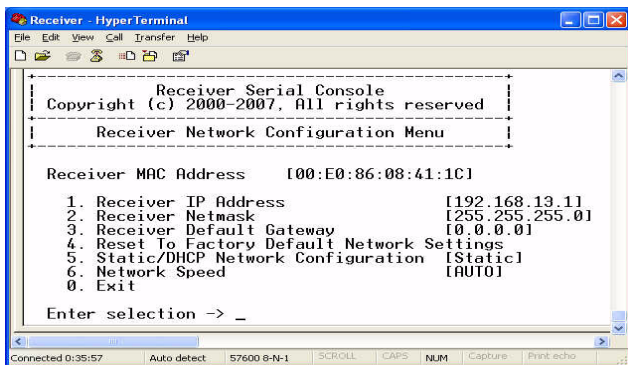 Receiver - HyperTerminal
File Edit View Call Transfer Help
Receiver Serial Console
Copyright (c) 2000-2007, All rights reserved
Receiver Network Configuration Menu
Receiver MAC Address [00:E0:86:08:41:1C]
1. Receiver IP Address [192.168.13.1]
2. Receiver Netmask [255.255.255.0]
3. Receiver Default Gateway [0.0.0.0]
4. Reset To Factory Default Network Settings
5. Static/DHCP Network Configuration [Static]
6. Network Speed [AUTO]
0. Exit
Enter selection -> _
Connected 0:35:57 Auto detect 57600 8-N-1 SCROLL CAPS NUM Capture Print echo